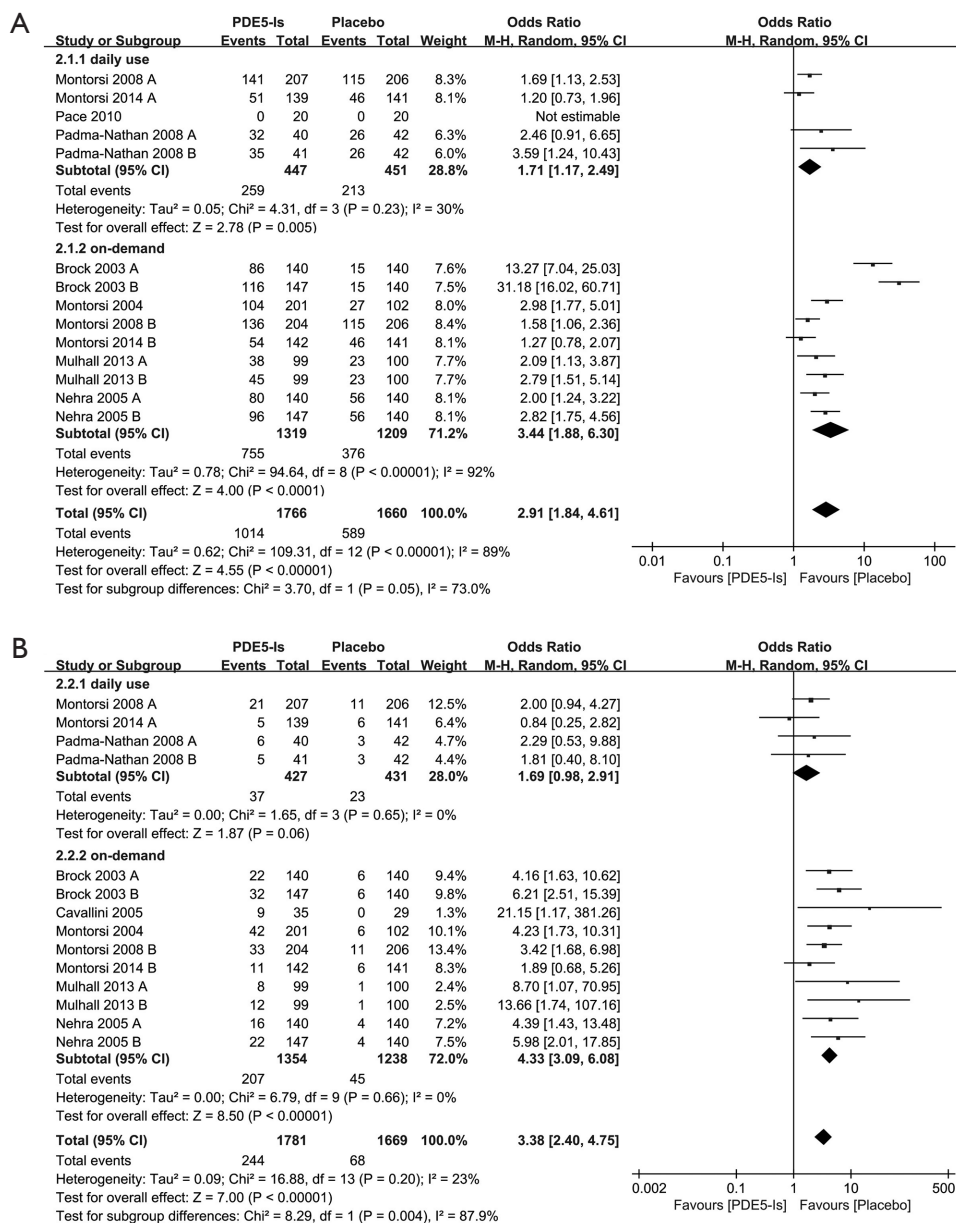 A
PDE5-Is Placebo Odds Ratio Odds Ratio
Study or Subgroup Events Total Events Total Weight M-H, Random, 95% CI M-H, Random, 95% CI
2.1.1 daily use
Montorsi 2008 A 141 207 115 206 8.3% 1.69 [1.13, 2.53]
Montorsi 2014 A 51 139 46 141 8.1% 1.20 [0.73, 1.96]
Pace 2010 0 20 0 20 Not estimable
Padma-Nathan 2008 A 32 40 26 42 6.3% 2.46 [0.91, 6.65]
Padma-Nathan 2008 B 35 41 26 42 6.0% 3.59 [1.24, 10.43]
Subtotal (95% CI) 447 451 28.8% 1.71 [1.17, 2.49]
Total events 259 213
Heterogeneity: Tau² = 0.05; Chi² = 4.31, df = 3 (P = 0.23); I² = 30%
Test for overall effect: Z = 2.78 (P = 0.005)
2.1.2 on-demand
Brock 2003 A 86 140 15 140 7.6% 13.27 [7.04, 25.03]
Brock 2003 B 116 147 15 140 7.5% 31.18 [16.02, 60.71]
Montorsi 2004 104 201 27 102 8.0% 2.98 [1.77, 5.01]
Montorsi 2008 B 136 204 115 206 8.4% 1.58 [1.06, 2.36]
Montorsi 2014 B 54 142 46 141 8.1% 1.27 [0.78, 2.07]
Mulhall 2013 A 38 99 23 100 7.7% 2.09 [1.13, 3.87]
Mulhall 2013 B 45 99 23 100 7.7% 2.79 [1.51, 5.14]
Nehra 2005 A 80 140 56 140 8.1% 2.00 [1.24, 3.22]
Nehra 2005 B 96 147 56 140 8.1% 2.82 [1.75, 4.56]
Subtotal (95% CI) 1319 1209 71.2% 3.44 [1.88, 6.30]
Total events 755 376
Heterogeneity: Tau² = 0.78; Chi² = 94.64, df = 8 (P < 0.00001); I² = 92%
Test for overall effect: Z = 4.00 (P < 0.0001)
Total (95% CI) 1766 1660 100.0% 2.91 [1.84, 4.61]
Total events 1014 589
Heterogeneity: Tau² = 0.62; Chi² = 109.31, df = 12 (P < 0.00001); I² = 89%
Test for overall effect: Z = 4.55 (P < 0.00001)
Test for subgroup differences: Chi² = 3.70, df = 1 (P = 0.05), I² = 73.0%
0.01 0.1 1 10 100
Favours [PDE5-Is] Favours [Placebo]
B
PDE5-Is Placebo Odds Ratio Odds Ratio
Study or Subgroup Events Total Events Total Weight M-H, Random, 95% CI M-H, Random, 95% CI
2.2.1 daily use
Montorsi 2008 A 21 207 11 206 12.5% 2.00 [0.94, 4.27]
Montorsi 2014 A 5 139 6 141 6.4% 0.84 [0.25, 2.82]
Padma-Nathan 2008 A 6 40 3 42 4.7% 2.29 [0.53, 9.88]
Padma-Nathan 2008 B 5 41 3 42 4.4% 1.81 [0.40, 8.10]
Subtotal (95% CI) 427 431 28.0% 1.69 [0.98, 2.91]
Total events 37 23
Heterogeneity: Tau² = 0.00; Chi² = 1.65, df = 3 (P = 0.65); I² = 0%
Test for overall effect: Z = 1.87 (P = 0.06)
2.2.2 on-demand
Brock 2003 A 22 140 6 140 9.4% 4.16 [1.63, 10.62]
Brock 2003 B 32 147 6 140 9.8% 6.21 [2.51, 15.39]
Cavallini 2005 9 35 0 29 1.3% 21.15 [1.17, 381.26]
Montorsi 2004 42 201 6 102 10.1% 4.23 [1.73, 10.31]
Montorsi 2008 B 33 204 11 206 13.4% 3.42 [1.68, 6.98]
Montorsi 2014 B 11 142 6 141 8.3% 1.89 [0.68, 5.26]
Mulhall 2013 A 8 99 1 100 2.4% 8.70 [1.07, 70.95]
Mulhall 2013 B 12 99 1 100 2.5% 13.66 [1.74, 107.16]
Nehra 2005 A 16 140 4 140 7.2% 4.39 [1.43, 13.48]
Nehra 2005 B 22 147 4 140 7.5% 5.98 [2.01, 17.85]
Subtotal (95% CI) 1354 1238 72.0% 4.33 [3.09, 6.08]
Total events 207 45
Heterogeneity: Tau² = 0.00; Chi² = 6.79, df = 9 (P = 0.66); I² = 0%
Test for overall effect: Z = 8.50 (P < 0.00001)
Total (95% CI) 1781 1669 100.0% 3.38 [2.40, 4.75]
Total events 244 68
Heterogeneity: Tau² = 0.09; Chi² = 16.88, df = 13 (P = 0.20); I² = 23%
Test for overall effect: Z = 7.00 (P < 0.00001)
Test for subgroup differences: Chi² = 8.29, df = 1 (P = 0.004), I² = 87.9%
0.002 0.1 1 10 500
Favours [PDE5-Is] Favours [Placebo]